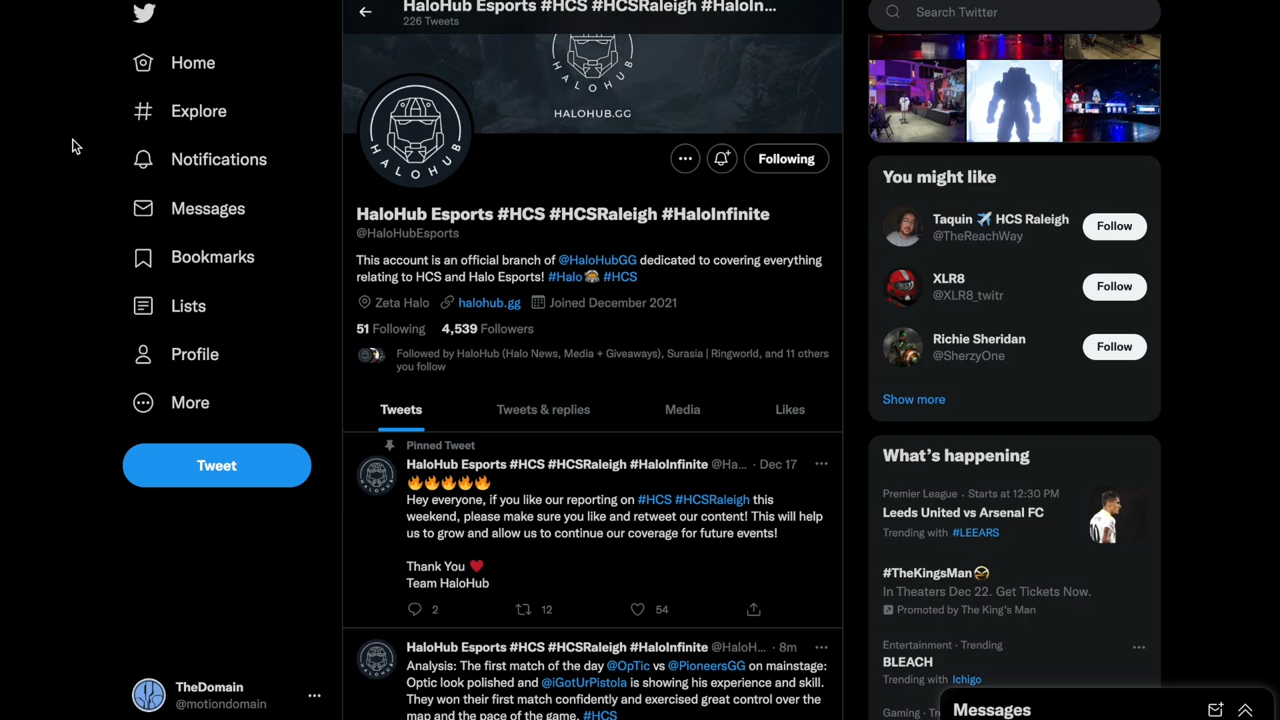 HaloHub Esports #HCS #HCSRaleigh #HaloIn...
226 Tweets
Search Twitter
Home
Explore
Notifications
Messages
Bookmarks
Lists
Profile
More
Tweet
TheDomain
@motiondomain
HALOHUB
HALOHUB.GG
HALOHUB
Following
HaloHub Esports #HCS #HCSRaleigh #HaloInfinite
@HaloHubEsports
This account is an official branch of @HaloHubGG dedicated to covering everything
relating to HCS and Halo Esports! #Halo #HCS
Zeta Halo halohub.gg Joined December 2021
51 Following 4,539 Followers
Followed by HaloHub (Halo News, Media + Giveaways), Surasia | Ringworld, and 11 others
you follow
Tweets Tweets & replies Media Likes
Pinned Tweet
HaloHub Esports #HCS #HCSRaleigh #HaloInfinite @Ha... · Dec 17
🔥🔥🔥🔥🔥
Hey everyone, if you like our reporting on #HCS #HCSRaleigh this
weekend, please make sure you like and retweet our content! This will help
us to grow and allow us to continue our coverage for future events!
Thank You ❤️
Team HaloHub
2 12 54
HaloHub Esports #HCS #HCSRaleigh #HaloInfinite @HaloH... · 8m
Analysis: The first match of the day @OpTic vs @PioneersGG on mainstage:
Optic look polished and @iGotUrPistola is showing his experience and skill.
They won their first match confidently and exercised great control over the
map and the pace of the game. #HCS
You might like
Taquin ✈️ HCS Raleigh
@TheReachWay
Follow
XLR8
@XLR8_twitr
Follow
Richie Sheridan
@SherzyOne
Follow
Show more
What's happening
Premier League · Starts at 12:30 PM
Leeds United vs Arsenal FC
Trending with #LEEARS
#TheKingsMan
In Theaters Dec 22. Get Tickets Now.
Promoted by The King's Man
Entertainment · Trending
BLEACH
Trending with Ichigo
Gaming · Tre
Messages